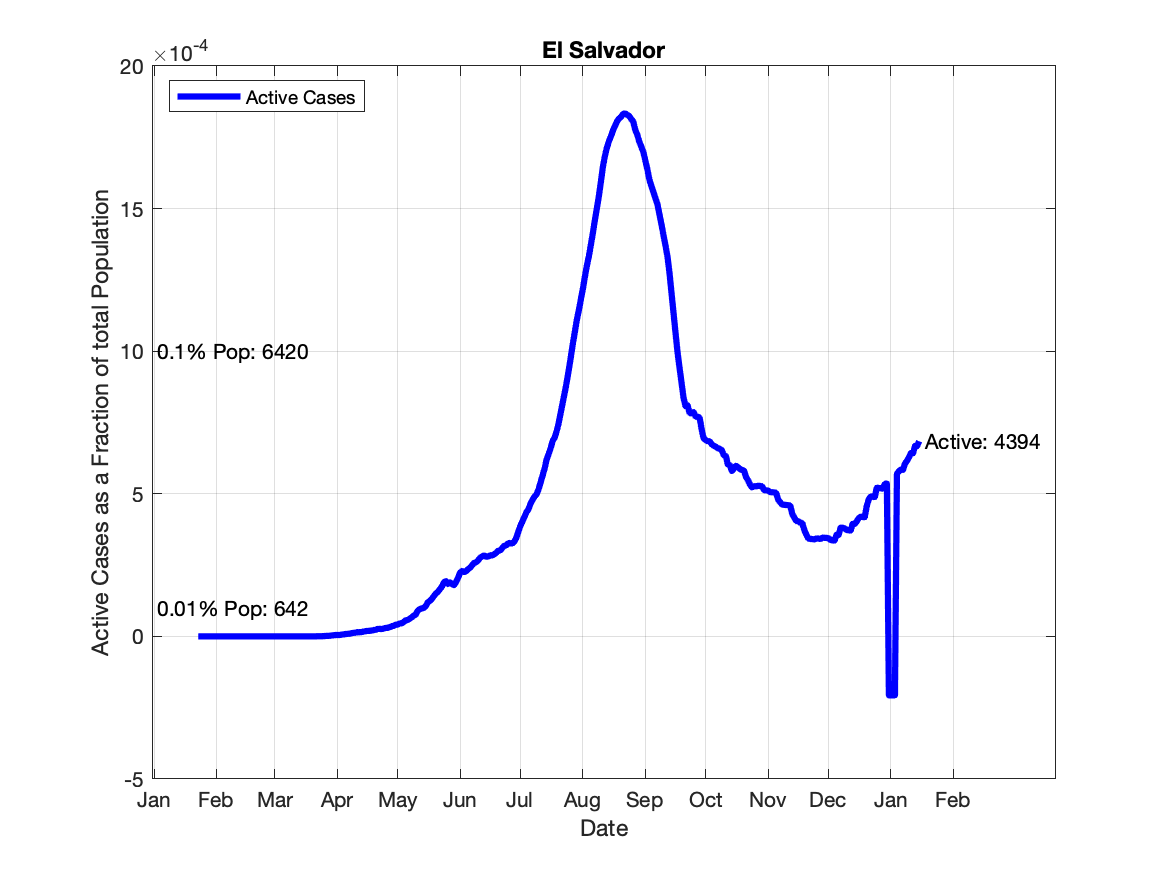 El Salvador
×10⁻⁴
20
Active Cases
15
10
0.1% Pop: 6420
Active: 4394
5
0.01% Pop: 642
0
-5
Active Cases as a Fraction of total Population
Jan Feb Mar Apr May Jun Jul Aug Sep Oct Nov Dec Jan Feb
Date